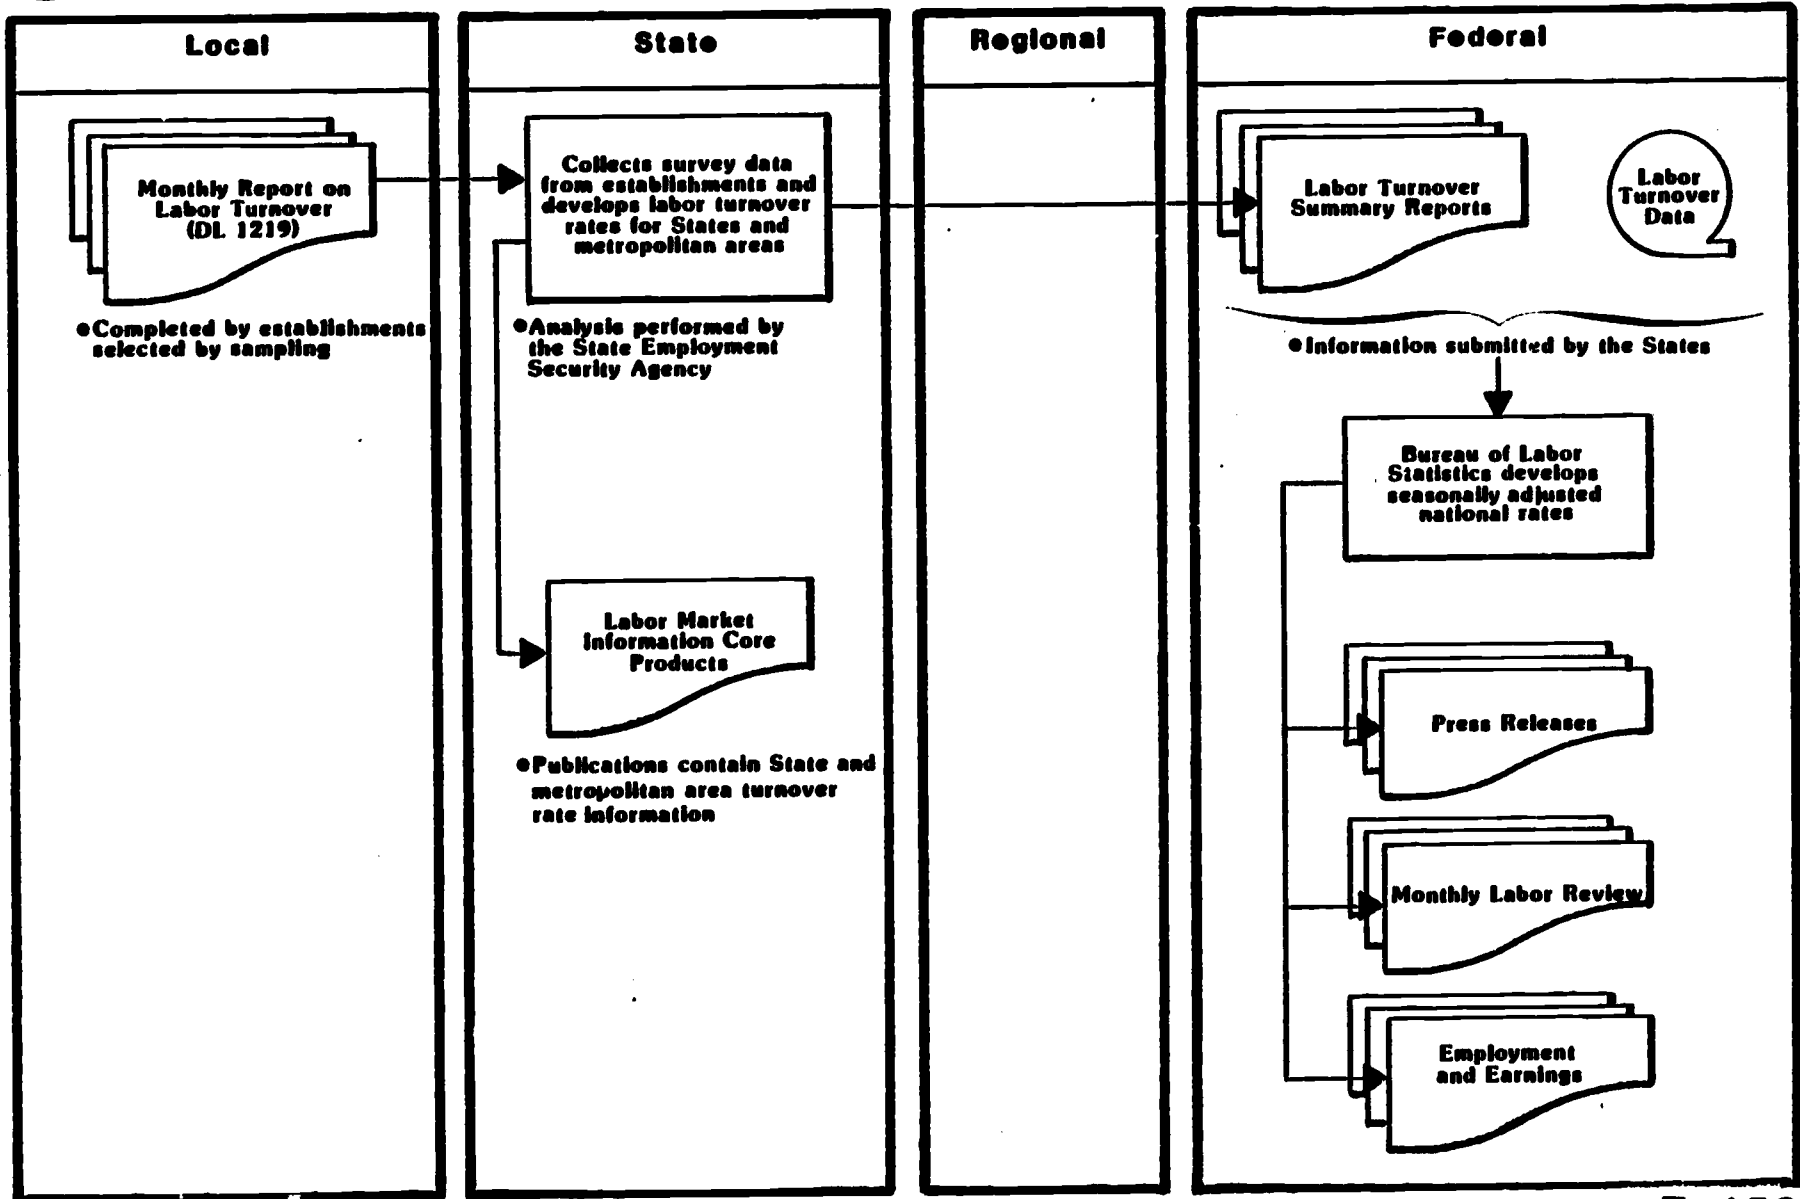 Local
State
Regional
Federal
Monthly Report on
Labor Turnover
(DL 1219)
●Completed by establishments
selected by sampling
Collects survey data
from establishments and
develops labor turnover
rates for States and
metropolitan areas
●Analysis performed by
the State Employment
Security Agency
Labor Market
Information Core
Products
●Publications contain State and
metropolitan area turnover
rate information
Labor Turnover
Summary Reports
Labor
Turnover
Data
●Information submitted by the States
Bureau of Labor
Statistics develops
seasonally adjusted
national rates
Press Releases
Monthly Labor Review
Employment
and Earnings